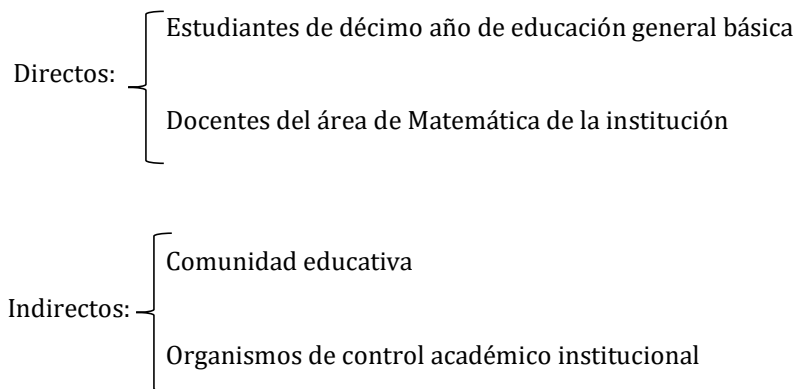 Estudiantes de décimo año de educación general básica
Directos:
Docentes del área de Matemática de la institución
Comunidad educativa
Indirectos:
Organismos de control académico institucional